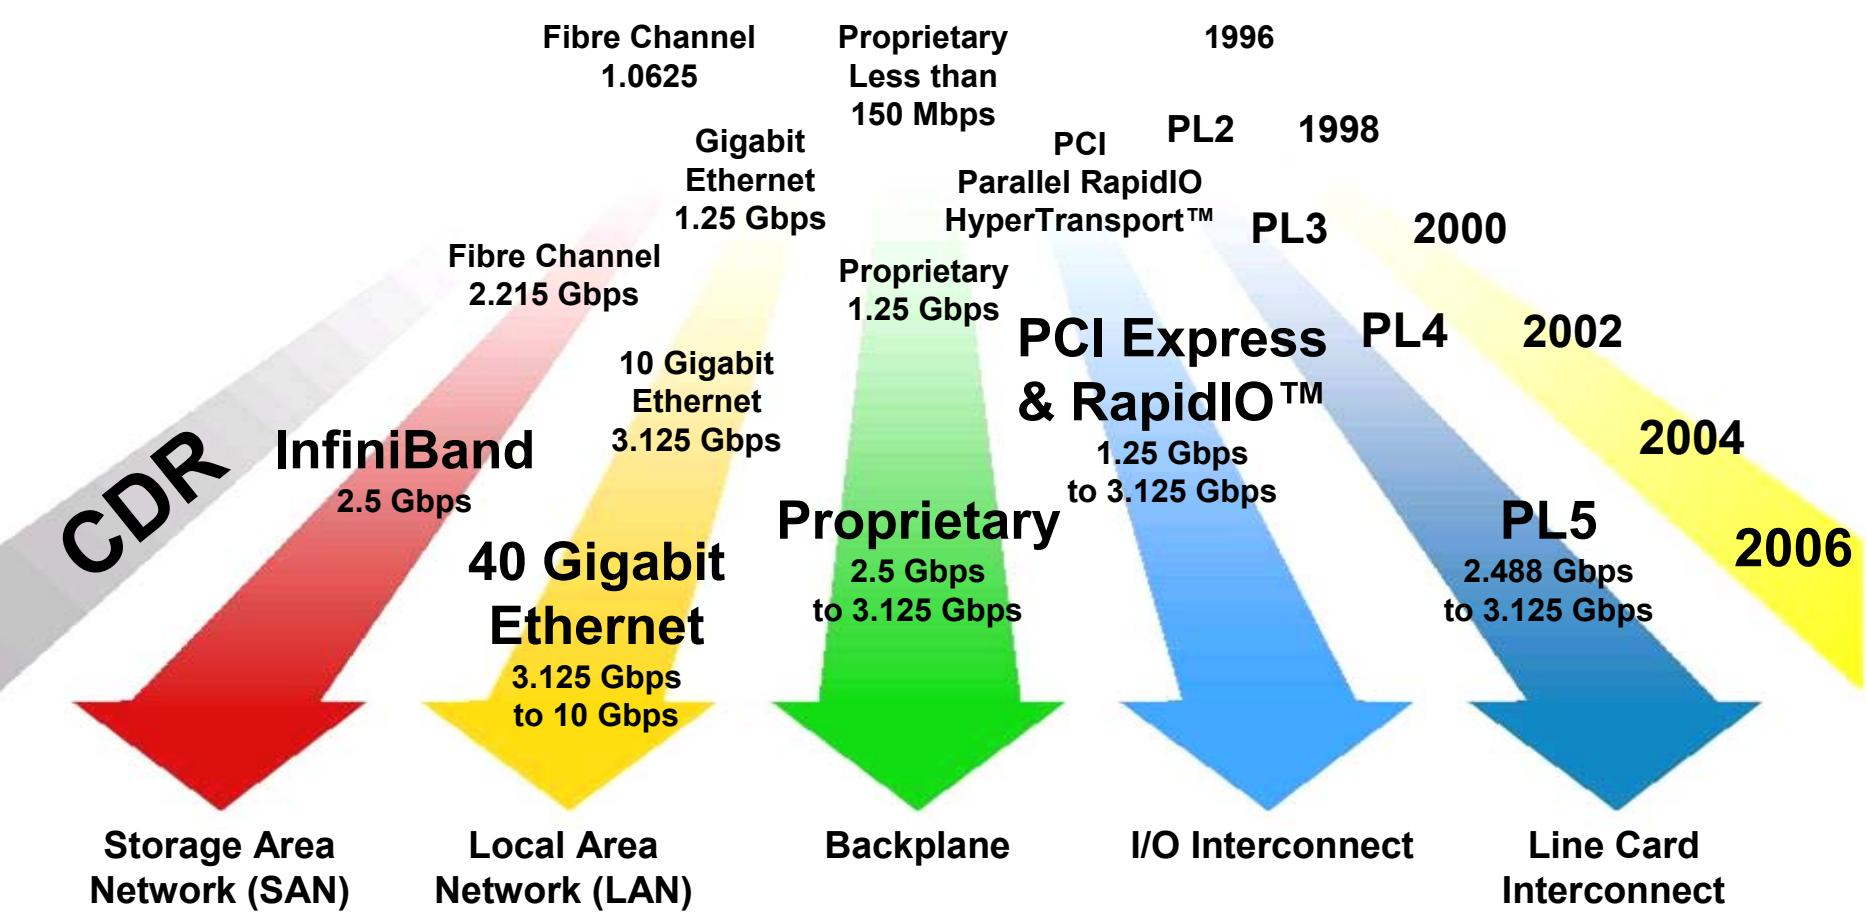 Fibre Channel
1.0625
Proprietary
Less than
150 Mbps
1996
Gigabit
Ethernet
1.25 Gbps
PCI
Parallel RapidIO
HyperTransport™
PL2
1998
Fibre Channel
2.215 Gbps
Proprietary
1.25 Gbps
PL3
2000
10 Gigabit
Ethernet
3.125 Gbps
PCI Express
& RapidIO™
1.25 Gbps
to 3.125 Gbps
PL4
2002
CDR
InfiniBand
2.5 Gbps
2004
40 Gigabit
Ethernet
3.125 Gbps
to 10 Gbps
Proprietary
2.5 Gbps
to 3.125 Gbps
PL5
2.488 Gbps
to 3.125 Gbps
2006
Storage Area
Network (SAN)
Local Area
Network (LAN)
Backplane
I/O Interconnect
Line Card
Interconnect